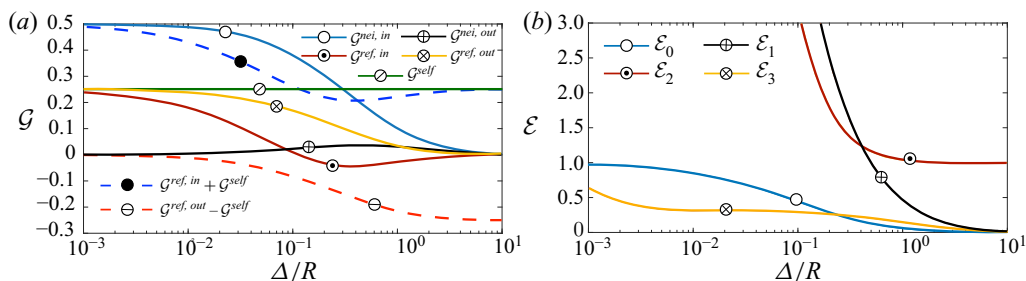 (a)
0.5
0.4
0.3
0.2
0.1
0
−0.1
−0.2
−0.3
𝒢
𝒢^{nei, in}
𝒢^{nei, out}
𝒢^{ref, in}
𝒢^{ref, out}
𝒢^{self}
𝒢^{ref, in} + 𝒢^{self}
𝒢^{ref, out} − 𝒢^{self}
10^{−3} 10^{−2} 10^{−1} 10^{0} 10^{1}
Δ/R
(b)
3.0
2.5
2.0
1.5
1.0
0.5
0
ℰ
ℰ_0 ℰ_1
ℰ_2 ℰ_3
10^{−3} 10^{−2} 10^{−1} 10^{0} 10^{1}
Δ/R